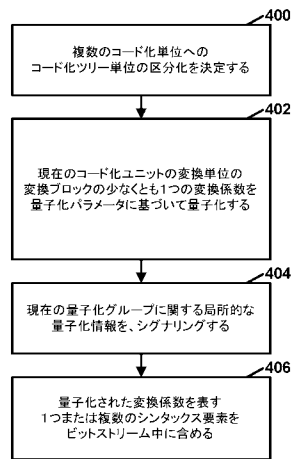 400
複数のコード化単位への
コード化ツリー単位の区分化を決定する
402
現在のコード化ユニットの変換単位の
変換ブロックの少なくとも1つの変換係数を
量子化パラメータに基づいて量子化する
404
現在の量子化グループに関する局所的な
量子化情報を、シグナリングする
406
量子化された変換係数を表す
1つまたは複数のシンタックス要素を
ビットストリーム中に含める